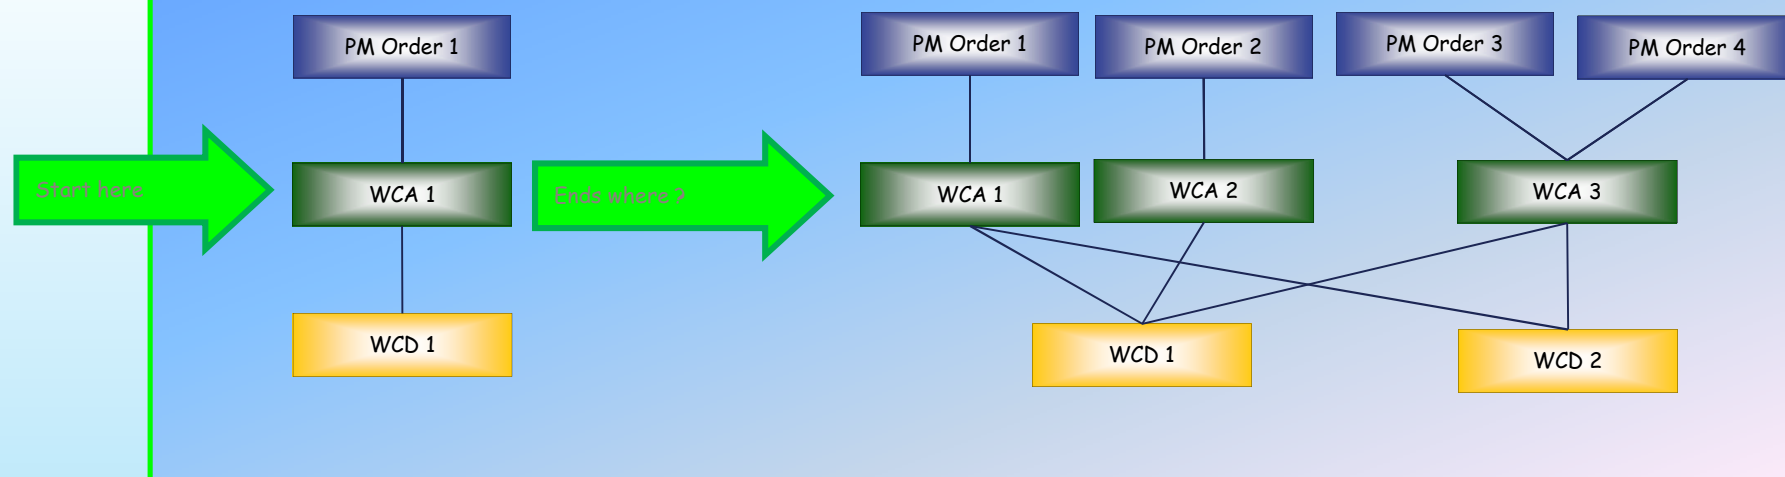 PM Order 1
PM Order 1
PM Order 2
PM Order 3
PM Order 4
Start here
WCA 1
Ends where ?
WCA 1
WCA 2
WCA 3
WCD 1
WCD 1
WCD 2